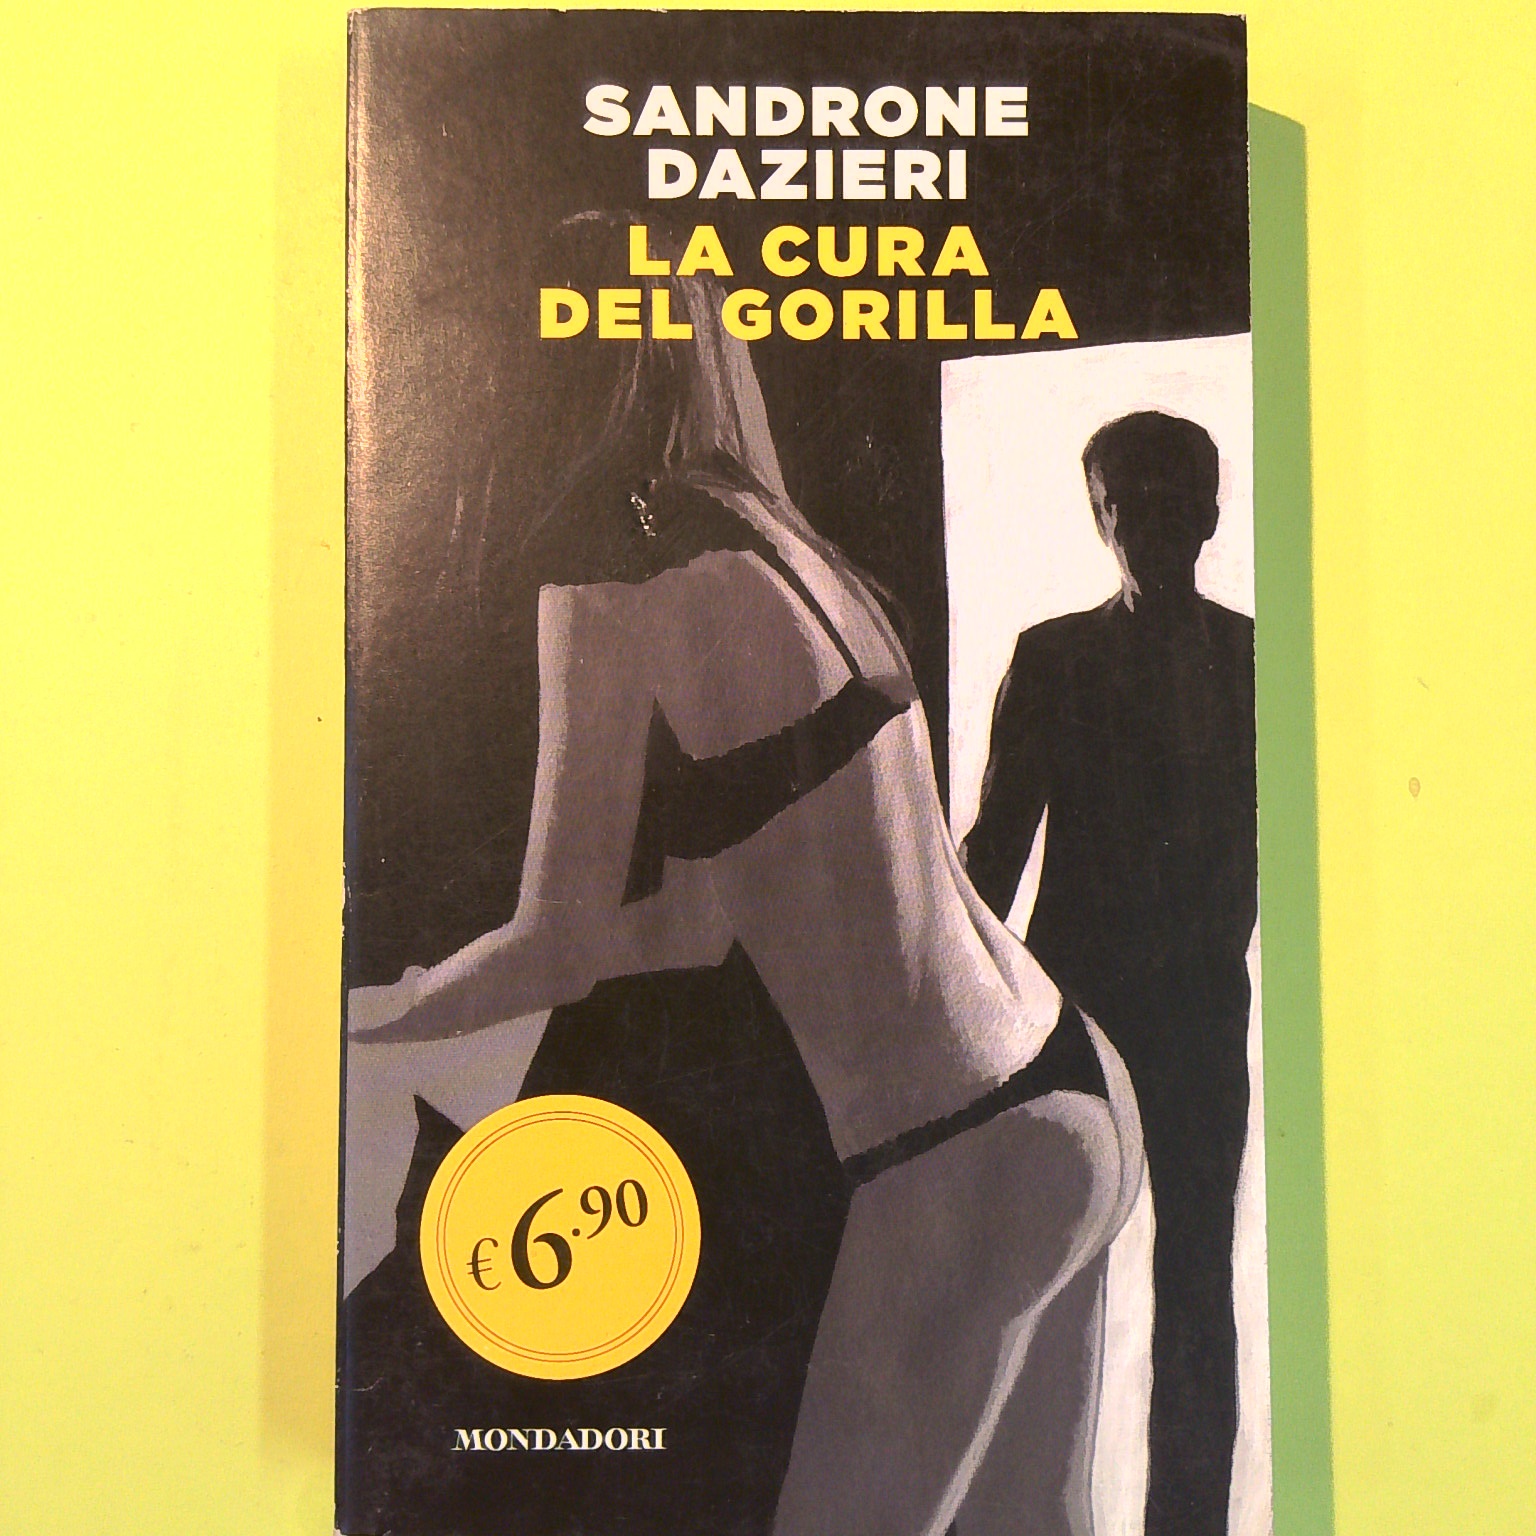 SANDRONE
DAZIERI
LA CURA
DEL GORILLA
€6.90
MONDADORI